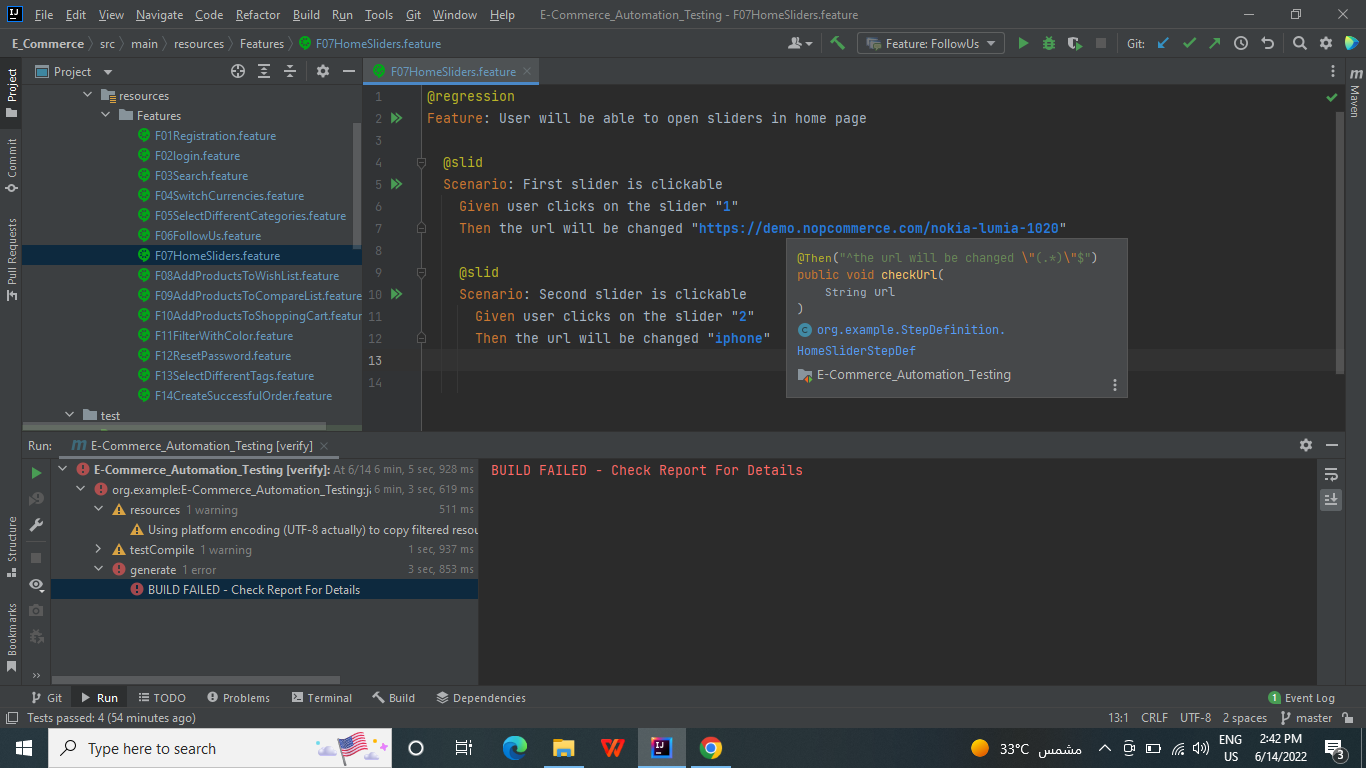 File Edit View Navigate Code Refactor Build Run Tools Git Window Help E-Commerce_Automation_Testing - F07HomeSliders.feature
E_Commerce src main resources Features F07HomeSliders.feature
Feature: FollowUs
Git:
Project
F07HomeSliders.feature
resources
Features
F01Registration.feature
F02login.feature
F03Search.feature
F04SwitchCurrencies.feature
F05SelectDifferentCategories.feature
F06FollowUs.feature
F07HomeSliders.feature
F08AddProductsToWishList.feature
F09AddProductsToCompareList.feature
F10AddProductsToShoppingCart.featur
F11FilterWithColor.feature
F12ResetPassword.feature
F13SelectDifferentTags.feature
F14CreateSuccessfulOrder.feature
test
1 @regression
2 Feature: User will be able to open sliders in home page
3
4 @slid
5 Scenario: First slider is clickable
6 Given user clicks on the slider "1"
7 Then the url will be changed "https://demo.nopcommerce.com/nokia-lumia-1020"
8
9 @slid
10 Scenario: Second slider is clickable
11 Given user clicks on the slider "2"
12 Then the url will be changed "iphone"
13
14
@Then("^the url will be changed \"(.*)\"$")
public void checkUrl(
String url
)
org.example.StepDefinition.
HomeSliderStepDef
E-Commerce_Automation_Testing
Project
Commit
Pull Requests
Structure
Bookmarks
m
Maven
Run: m E-Commerce_Automation_Testing [verify]
E-Commerce_Automation_Testing [verify]: At 6/14 6 min, 5 sec, 928 ms
org.example:E-Commerce_Automation_Testing:ja 6 min, 3 sec, 619 ms
resources 1 warning 511 ms
Using platform encoding (UTF-8 actually) to copy filtered resou
testCompile 1 warning 1 sec, 937 ms
generate 1 error 3 sec, 853 ms
BUILD FAILED - Check Report For Details
BUILD FAILED - Check Report For Details
Git Run TODO Problems Terminal Build Dependencies 1 Event Log
Tests passed: 4 (54 minutes ago) 13:1 CRLF UTF-8 2 spaces master
Type here to search
33°C مشمس
ENG
US
2:42 PM
6/14/2022
3